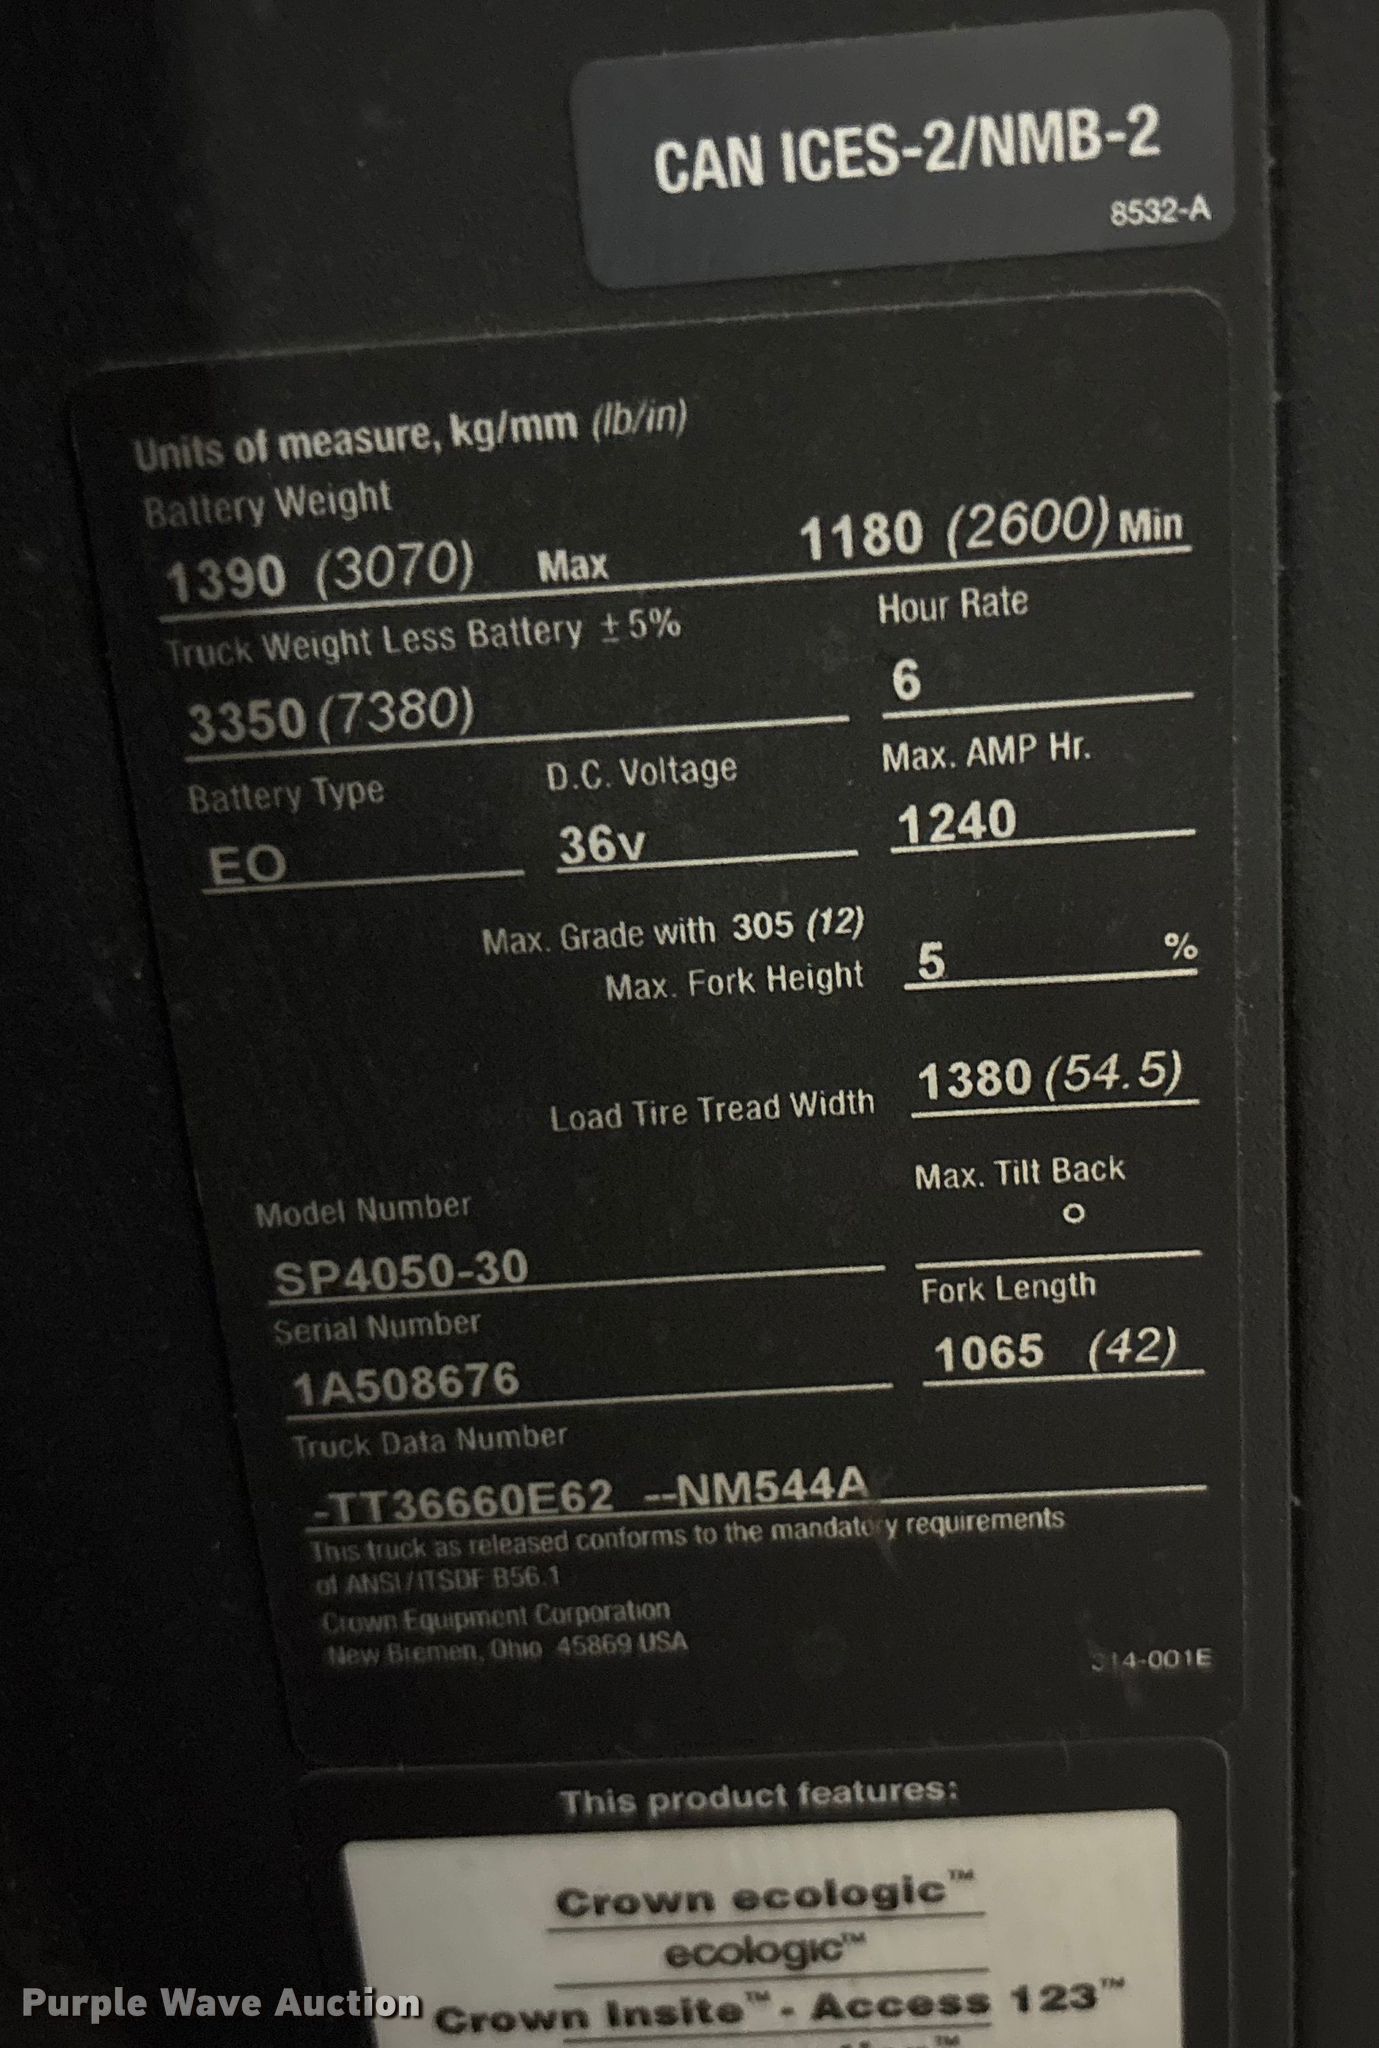 CAN ICES-2/NMB-2
8532-A
Units of measure, kg/mm (lb/in)
Battery Weight
1390 (3070) Max 1180 (2600) Min
Truck Weight Less Battery ±5% Hour Rate
3350 (7380) 6
Battery Type D.C. Voltage Max. AMP Hr.
EO 36v 1240
Max. Grade with 305 (12)
Max. Fork Height 5 %
Load Tire Tread Width 1380 (54.5)
Model Number Max. Tilt Back
SP4050-30 °
Serial Number Fork Length
1A508676 1065 (42)
Truck Data Number
-TT36660E62 --NM544A
This truck as released conforms to the mandatory requirements
of ANSI/ITSDF B56.1
Crown Equipment Corporation
New Bremen, Ohio 45869 USA
314-001E
This product features:
Crown ecologic™
ecologic™
Crown Insite™ - Access 123™
Purple Wave Auction